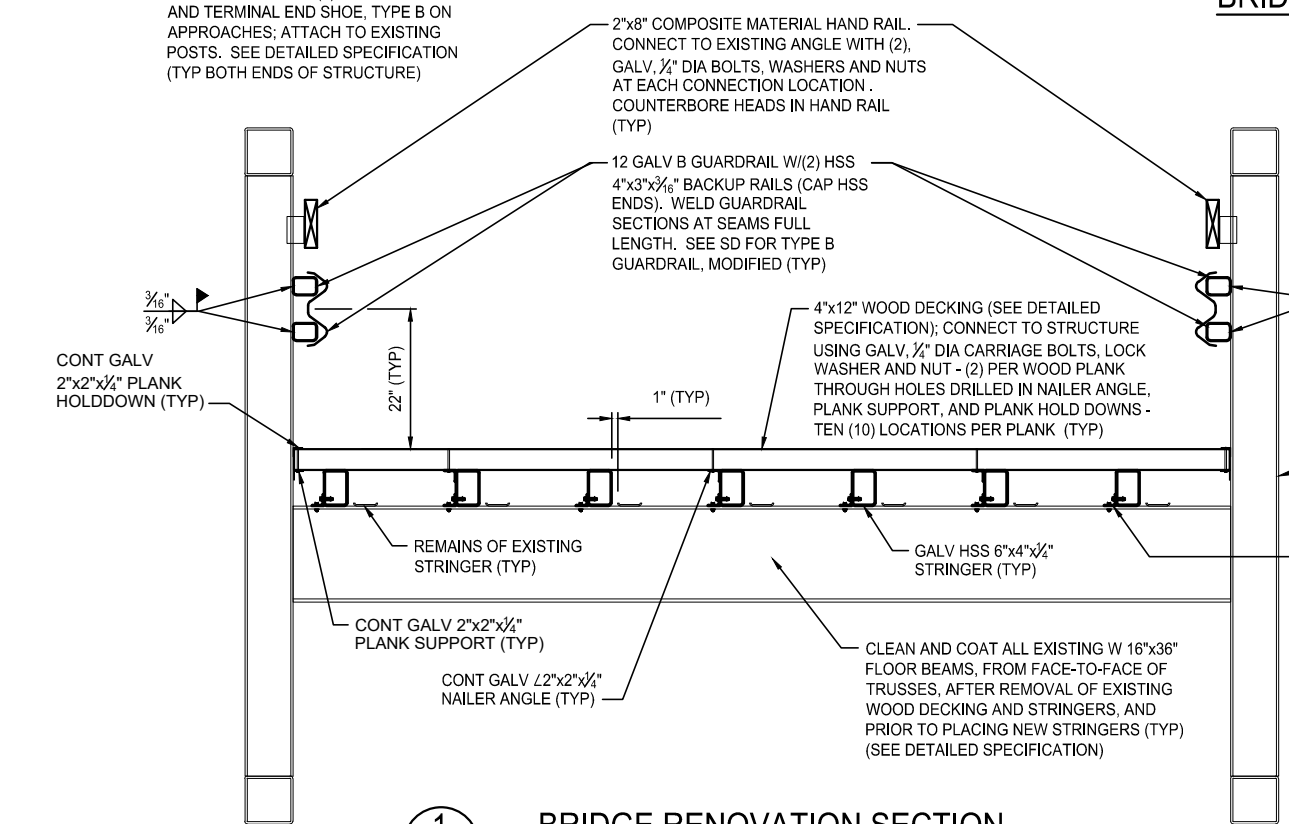 BRID
AND TERMINAL END SHOE, TYPE B ON
APPROACHES; ATTACH TO EXISTING
POSTS. SEE DETAILED SPECIFICATION
(TYP BOTH ENDS OF STRUCTURE)
2"x8" COMPOSITE MATERIAL HAND RAIL.
CONNECT TO EXISTING ANGLE WITH (2),
GALV, 1/4" DIA BOLTS, WASHERS AND NUTS
AT EACH CONNECTION LOCATION .
COUNTERBORE HEADS IN HAND RAIL
(TYP)
12 GALV B GUARDRAIL W/(2) HSS
4"x3"x3/16" BACKUP RAILS (CAP HSS
ENDS). WELD GUARDRAIL
SECTIONS AT SEAMS FULL
LENGTH. SEE SD FOR TYPE B
GUARDRAIL, MODIFIED (TYP)
3/16"
3/16"
CONT GALV
2"x2"x1/4" PLANK
HOLDDOWN (TYP)
22" (TYP)
1" (TYP)
4"x12" WOOD DECKING (SEE DETAILED
SPECIFICATION); CONNECT TO STRUCTURE
USING GALV, 1/4" DIA CARRIAGE BOLTS, LOCK
WASHER AND NUT - (2) PER WOOD PLANK
THROUGH HOLES DRILLED IN NAILER ANGLE,
PLANK SUPPORT, AND PLANK HOLD DOWNS -
TEN (10) LOCATIONS PER PLANK (TYP)
REMAINS OF EXISTING
STRINGER (TYP)
GALV HSS 6"x4"x1/4"
STRINGER (TYP)
CONT GALV 2"x2"x1/4"
PLANK SUPPORT (TYP)
CONT GALV ∠2"x2"x1/4"
NAILER ANGLE (TYP)
CLEAN AND COAT ALL EXISTING W 16"x36"
FLOOR BEAMS, FROM FACE-TO-FACE OF
TRUSSES, AFTER REMOVAL OF EXISTING
WOOD DECKING AND STRINGERS, AND
PRIOR TO PLACING NEW STRINGERS (TYP)
(SEE DETAILED SPECIFICATION)
1
BRIDGE RENOVATION SECTION